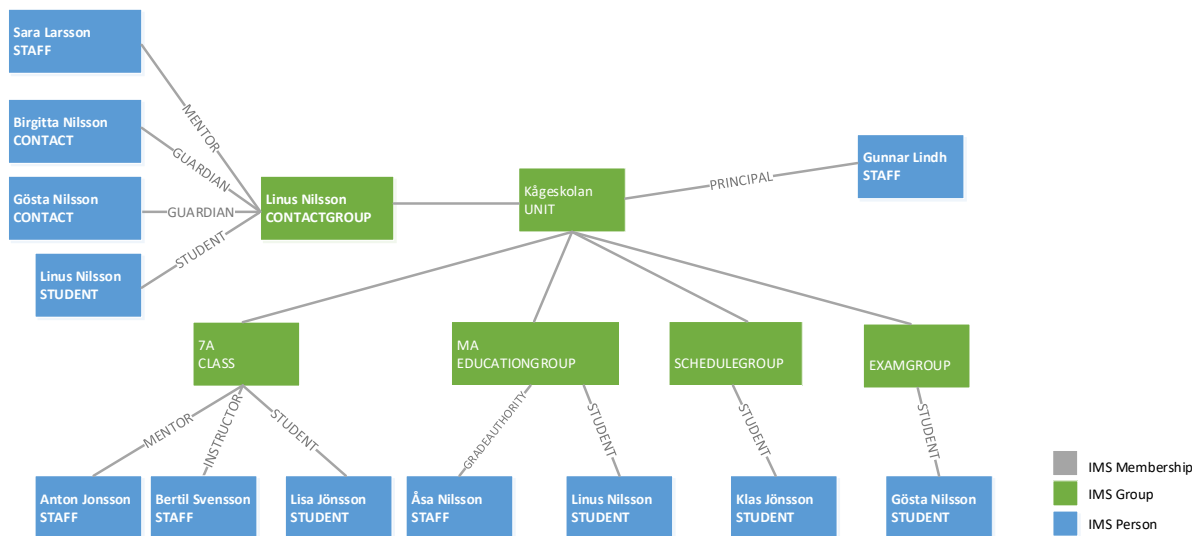 Sara Larsson
STAFF
MENTOR
Birgitta Nilsson
CONTACT
GUARDIAN
Gösta Nilsson
CONTACT
GUARDIAN
Linus Nilsson
STUDENT
STUDENT
Linus Nilsson
CONTACTGROUP
Kågeskolan
UNIT
PRINCIPAL
Gunnar Lindh
STAFF
7A
CLASS
MA
EDUCATIONGROUP
SCHEDULEGROUP
EXAMGROUP
MENTOR
INSTRUCTOR
STUDENT
GRADEAUTHORITY
STUDENT
STUDENT
STUDENT
Anton Jonsson
STAFF
Bertil Svensson
STAFF
Lisa Jönsson
STUDENT
Åsa Nilsson
STAFF
Linus Nilsson
STUDENT
Klas Jönsson
STUDENT
Gösta Nilsson
STUDENT
IMS Membership
IMS Group
IMS Person